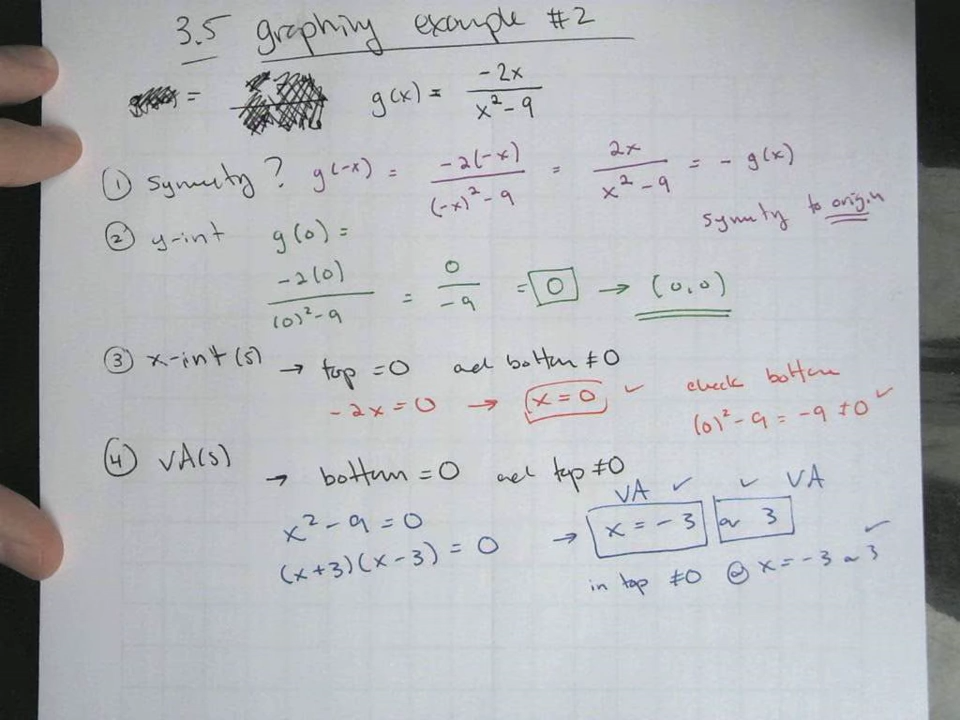 3.5 graphing example #2
= g(x) = -2x / x² - 9
① symmetry? g(-x) = -2(-x) / (-x)² - 9 = 2x / x² - 9 = - g(x)
symmetry to origin
② y-int g(0) =
-2(0) / (0)² - 9 = 0 / -9 = 0 → (0,0)
③ x-int(s) → top = 0 and bottom ≠ 0
-2x = 0 → x = 0 ✓ check bottom
(0)² - 9 = -9 ≠ 0 ✓
④ VA(s) → bottom = 0 and top ≠ 0
VA ✓ ✓ VA
x² - 9 = 0 → x = -3 or 3
(x+3)(x-3) = 0
in top ≠ 0 @ x = -3 or 3 ✓